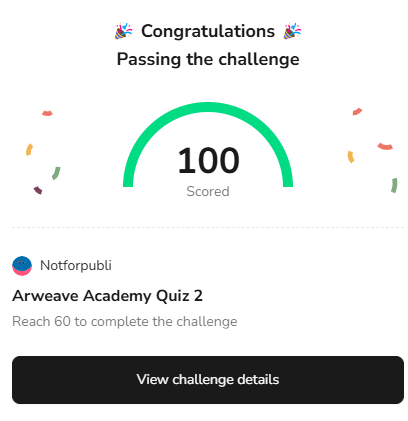 🎉 Congratulations 🎉
Passing the challenge
100
Scored
Notforpubli
Arweave Academy Quiz 2
Reach 60 to complete the challenge
View challenge details